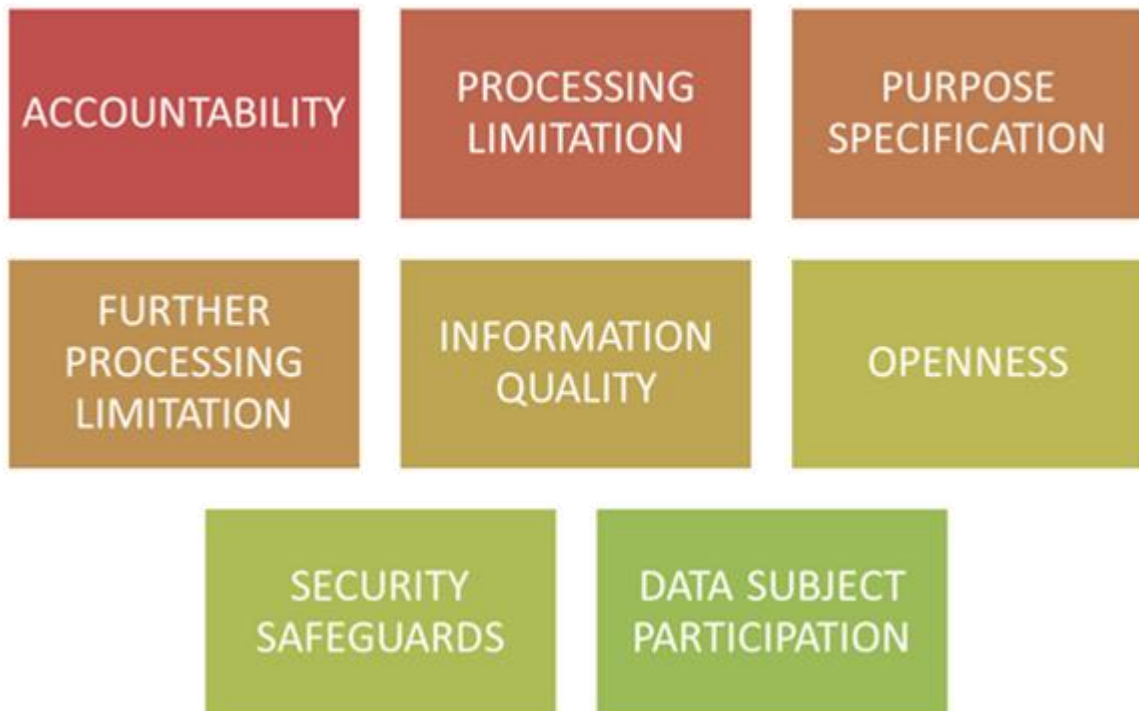 ACCOUNTABILITY
PROCESSING
LIMITATION
PURPOSE
SPECIFICATION
FURTHER
PROCESSING
LIMITATION
INFORMATION
QUALITY
OPENNESS
SECURITY
SAFEGUARDS
DATA SUBJECT
PARTICIPATION